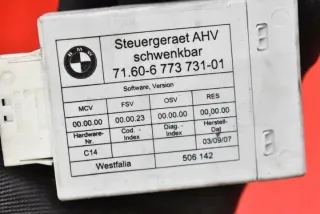 BMW
Steuergeraet AHV
schwenkbar
71.60-6 773 731-01
Software, Version
MCV FSV OSV RES
00.00.00 00.00.23 00.00.00 00.00.00
Hardware- Cod. - Diag. - Herstell-
Nr. Index Index Dat
C14 03/09/07
Westfalia 506 142